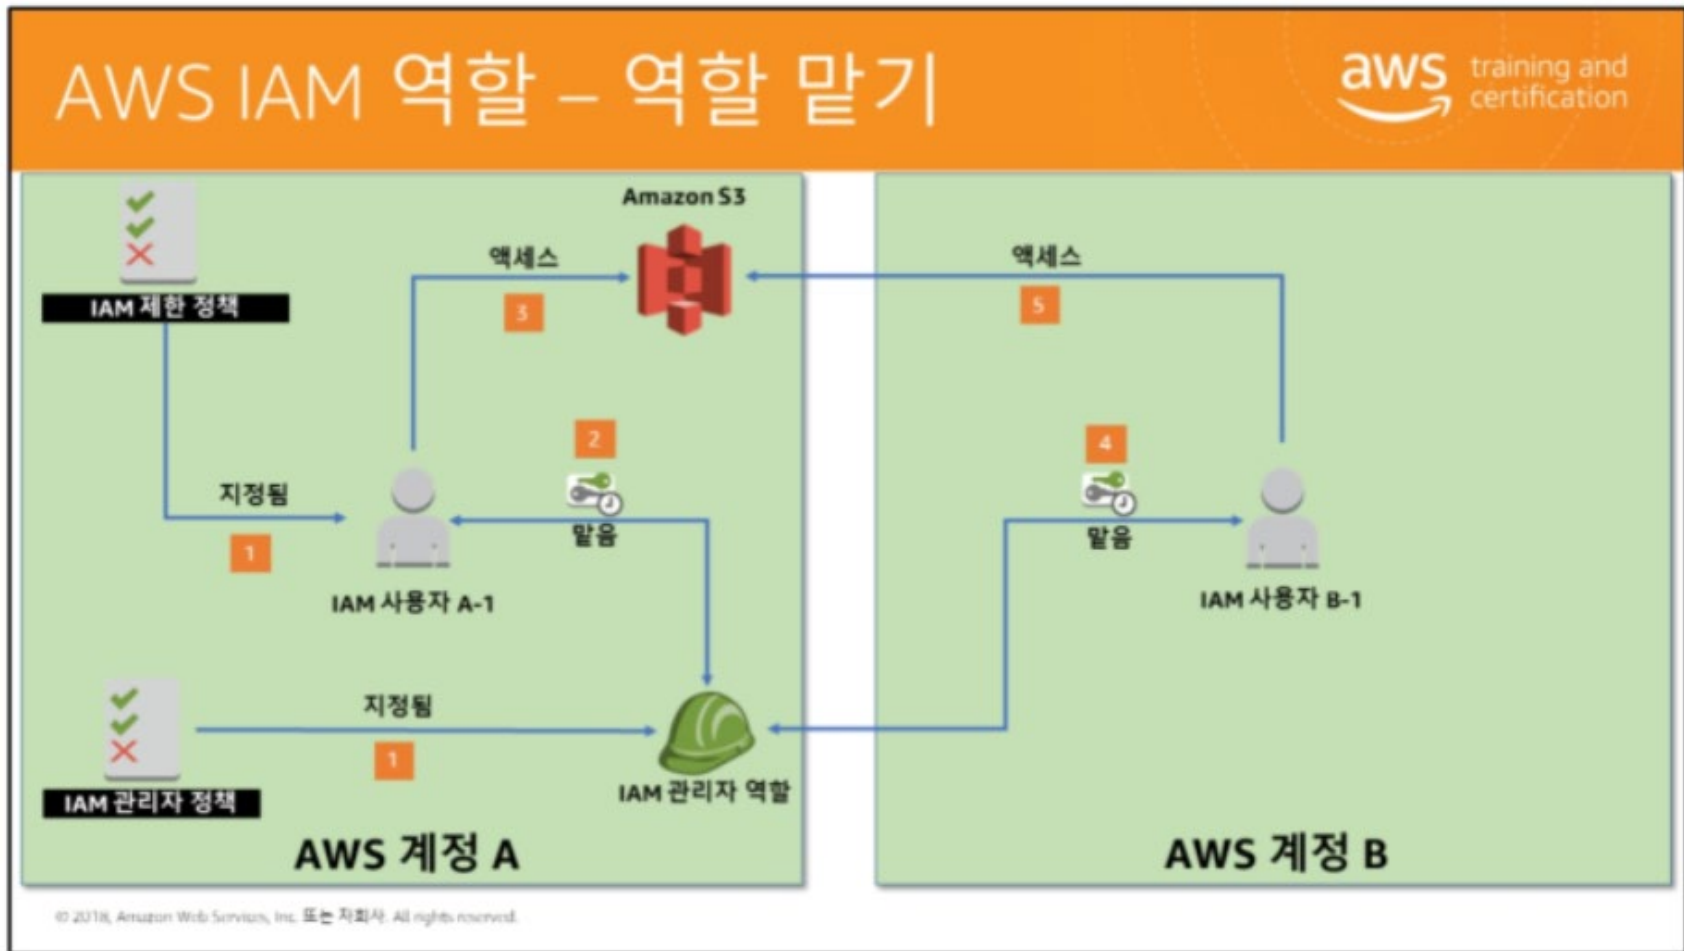 AWS IAM 역할 – 역할 맡기
aws training and
certification
Amazon S3
액세스
3
액세스
5
IAM 제한 정책
2
4
지정됨
1
맡음
맡음
IAM 사용자 A-1
IAM 사용자 B-1
지정됨
1
IAM 관리자 정책
IAM 관리자 역할
AWS 계정 A
AWS 계정 B
© 2018, Amazon Web Services, Inc. 또는 자회사. All rights reserved.